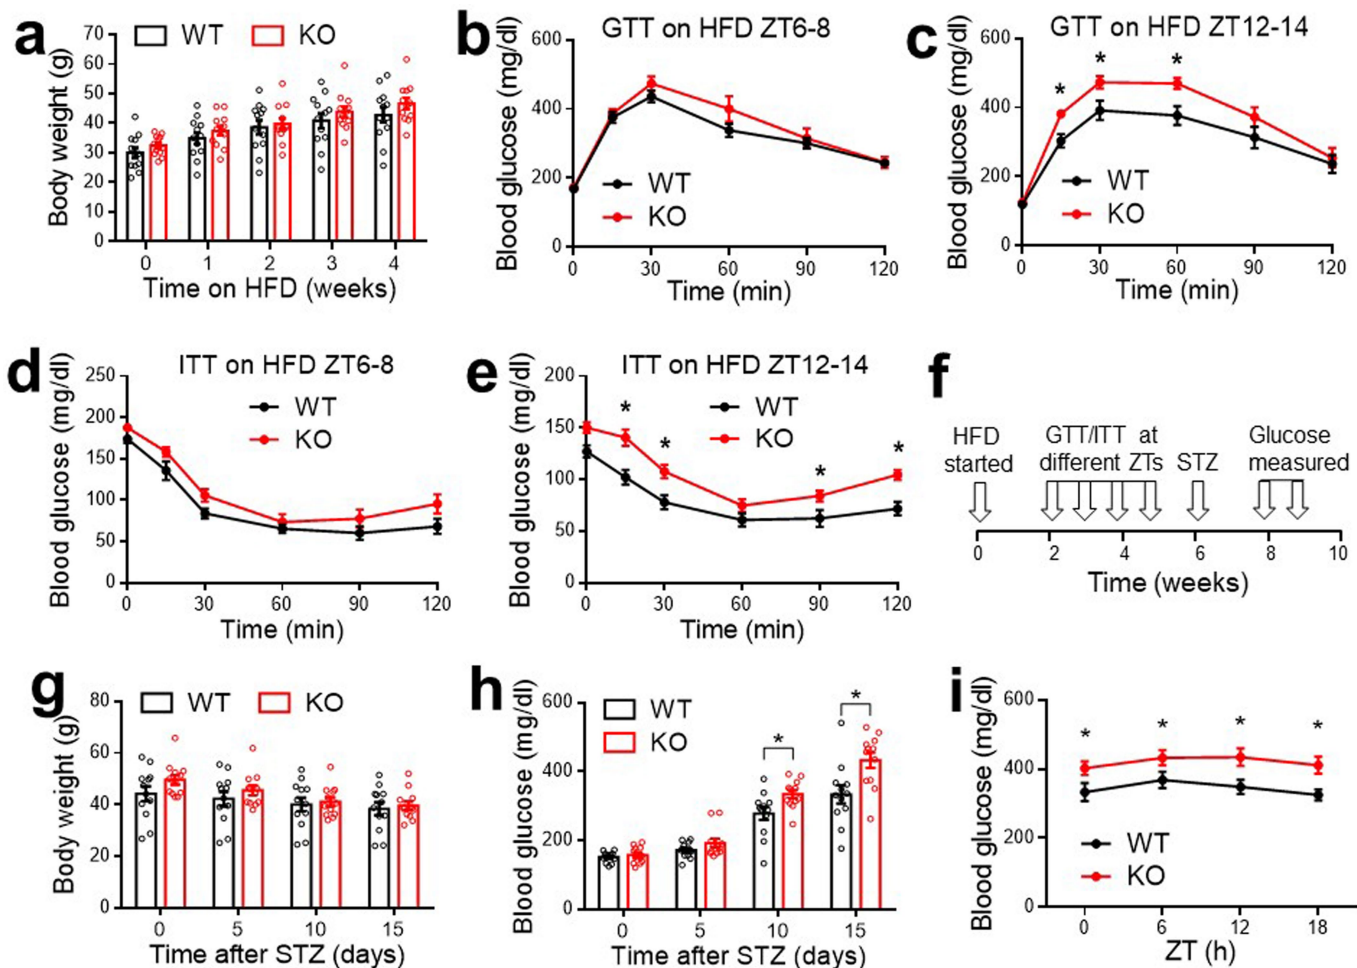 a
70
60
50
40
30
20
10
0
Body weight (g)
WT
KO
0 1 2 3 4
Time on HFD (weeks)
b
GTT on HFD ZT6-8
600
400
200
0
Blood glucose (mg/dl)
WT
KO
0 30 60 90 120
Time (min)
c
GTT on HFD ZT12-14
600
400
200
0
Blood glucose (mg/dl)
* * *
WT
KO
0 30 60 90 120
Time (min)
d
ITT on HFD ZT6-8
250
200
150
100
50
0
Blood glucose (mg/dl)
WT
KO
0 30 60 90 120
Time (min)
e
ITT on HFD ZT12-14
200
150
100
50
0
Blood glucose (mg/dl)
* * * *
WT
KO
0 30 60 90 120
Time (min)
f
HFD
started
GTT/ITT at
different ZTs
STZ
Glucose
measured
0 2 4 6 8 10
Time (weeks)
g
80
60
40
20
0
Body weight (g)
WT
KO
0 5 10 15
Time after STZ (days)
h
600
400
200
0
Blood glucose (mg/dl)
WT
KO
* *
0 5 10 15
Time after STZ (days)
i
600
400
200
0
Blood glucose (mg/dl)
* * * *
WT
KO
0 6 12 18
ZT (h)